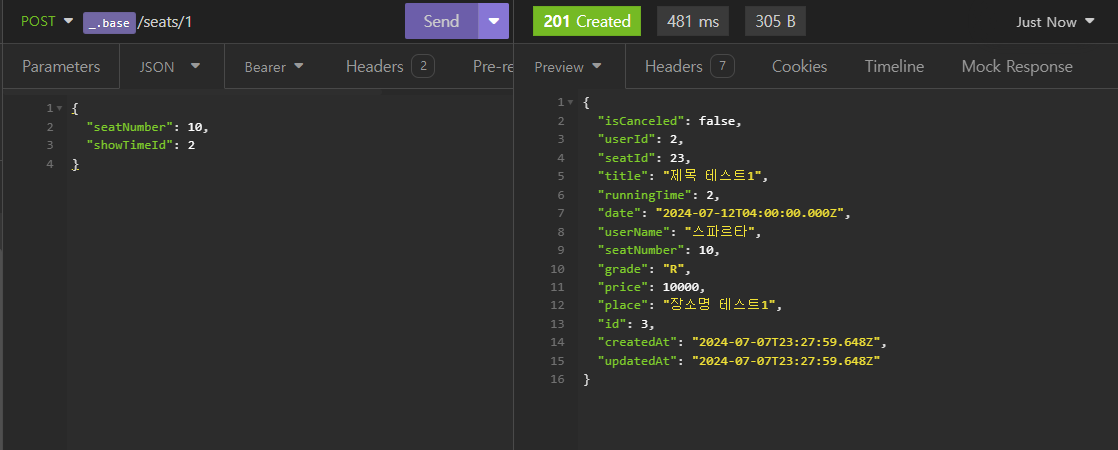 POST _.base /seats/1 Send
201 Created 481 ms 305 B Just Now
Parameters JSON Bearer Headers 2 Pre-re
Preview Headers 7 Cookies Timeline Mock Response
1 {
2 "seatNumber": 10,
3 "showTimeId": 2
4 }
1 {
2 "isCanceled": false,
3 "userId": 2,
4 "seatId": 23,
5 "title": "제목 테스트1",
6 "runningTime": 2,
7 "date": "2024-07-12T04:00:00.000Z",
8 "userName": "스파르타",
9 "seatNumber": 10,
10 "grade": "R",
11 "price": 10000,
12 "place": "장소명 테스트1",
13 "id": 3,
14 "createdAt": "2024-07-07T23:27:59.648Z",
15 "updatedAt": "2024-07-07T23:27:59.648Z"
16 }